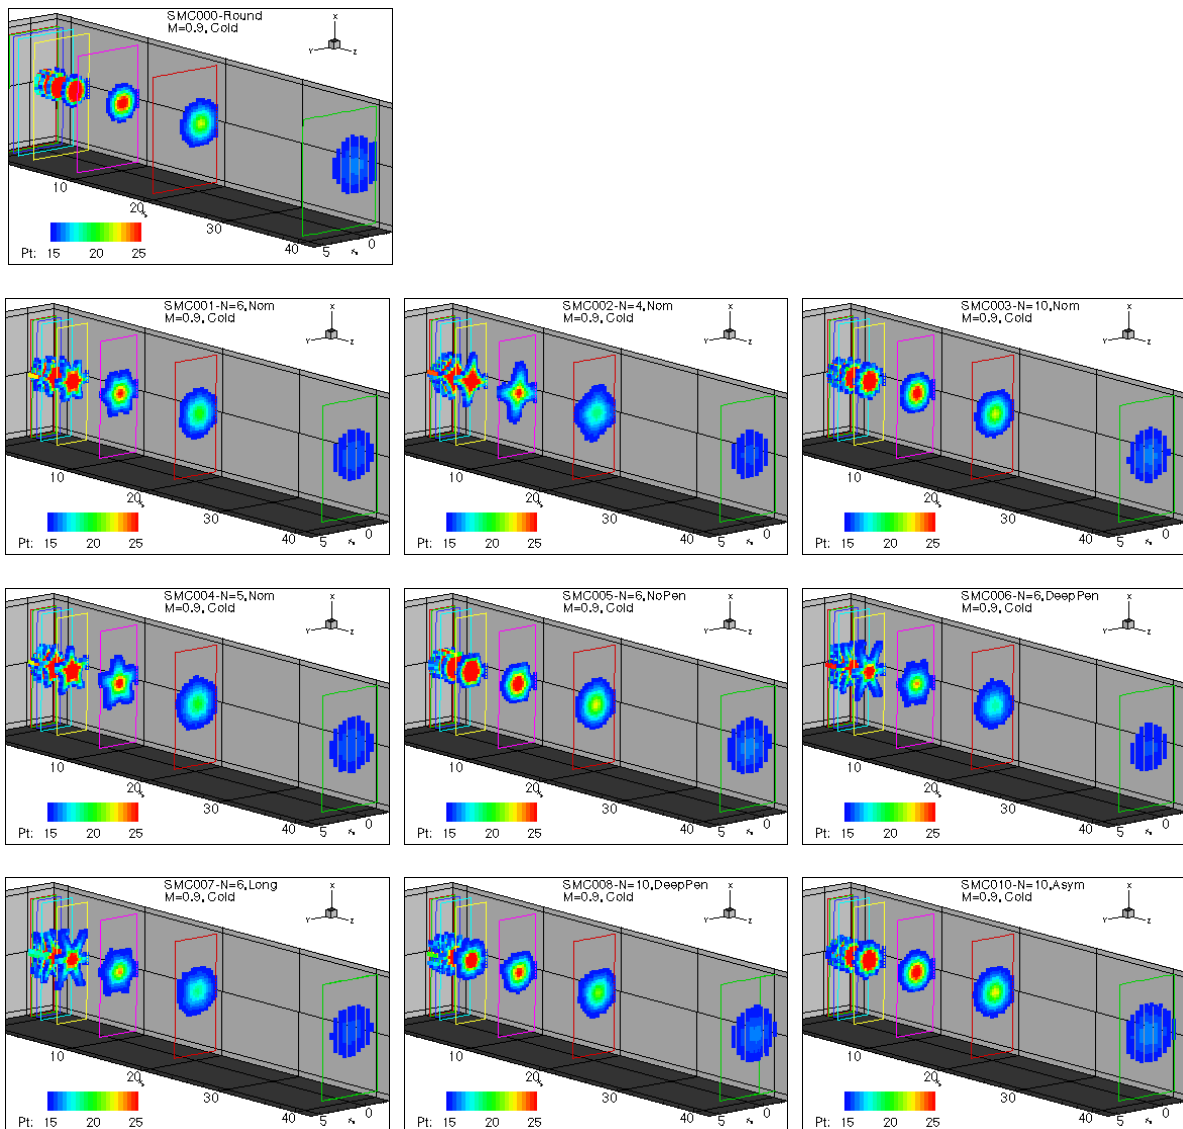 SMC000-Round
M=0.9, Cold
X
Y
Z
10
20
30
40
5
0
Pt: 15 20 25
SMC001-N=6,Nom
M=0.9, Cold
X
Y
Z
10
20
30
40
5
0
Pt: 15 20 25
SMC002-N=4,Nom
M=0.9, Cold
X
Y
Z
10
20
30
40
5
0
Pt: 15 20 25
SMC003-N=10,Nom
M=0.9, Cold
X
Y
Z
10
20
30
40
5
0
Pt: 15 20 25
SMC004-N=5,Nom
M=0.9, Cold
X
Y
Z
10
20
30
40
5
0
Pt: 15 20 25
SMC005-N=6,NoPen
M=0.9, Cold
X
Y
Z
10
20
30
40
5
0
Pt: 15 20 25
SMC006-N=6,DeepPen
M=0.9, Cold
X
Y
Z
10
20
30
40
5
0
Pt: 15 20 25
SMC007-N=6,Long
M=0.9, Cold
X
Y
Z
10
20
30
40
5
0
Pt: 15 20 25
SMC008-N=10,DeepPen
M=0.9, Cold
X
Y
Z
10
20
30
40
5
0
Pt: 15 20 25
SMC010-N=10,Asym
M=0.9, Cold
X
Y
Z
10
20
30
40
5
0
Pt: 15 20 25